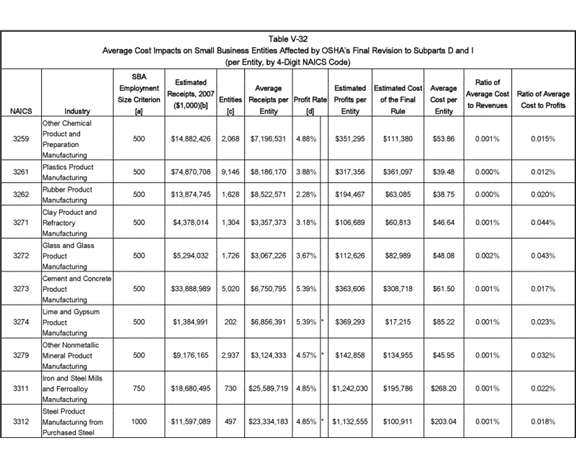 Table V-32
Average Cost Impacts on Small Business Entities Affected by OSHA's Final Revision to Subparts D and I
(per Entity, by 4-Digit NAICS Code)
NAICS Industry SBA Employment Size Criterion [a] Estimated Receipts, 2007 ($1,000)[b] Entities [c] Average Receipts per Entity Profit Rate [d] Estimated Profits per Entity Estimated Cost of the Final Rule Average Cost per Entity Ratio of Average Cost to Revenues Ratio of Average Cost to Profits
3259 Other Chemical Product and Preparation Manufacturing 500 $14,882,426 2,068 $7,196,531 4.88% $351,295 $111,380 $53.86 0.001% 0.015%
3261 Plastics Product Manufacturing 500 $74,870,708 9,146 $8,186,170 3.88% $317,356 $361,097 $39.48 0.000% 0.012%
3262 Rubber Product Manufacturing 500 $13,874,745 1,628 $8,522,571 2.28% $194,467 $63,085 $38.75 0.000% 0.020%
3271 Clay Product and Refractory Manufacturing 500 $4,378,014 1,304 $3,357,373 3.18% $106,689 $60,813 $46.64 0.001% 0.044%
3272 Glass and Glass Product Manufacturing 500 $5,294,032 1,726 $3,067,226 3.67% $112,626 $82,989 $48.08 0.002% 0.043%
3273 Cement and Concrete Product Manufacturing 500 $33,888,989 5,020 $6,750,795 5.39% $363,606 $308,718 $61.50 0.001% 0.017%
3274 Lime and Gypsum Product Manufacturing 500 $1,384,991 202 $6,856,391 5.39% * $369,293 $17,215 $85.22 0.001% 0.023%
3279 Other Nonmetallic Mineral Product Manufacturing 500 $9,176,165 2,937 $3,124,333 4.57% * $142,858 $134,955 $45.95 0.001% 0.032%
3311 Iron and Steel Mills and Ferroalloy Manufacturing 750 $18,680,495 730 $25,589,719 4.85% $1,242,030 $195,786 $268.20 0.001% 0.022%
3312 Steel Product Manufacturing from Purchased Steel 1000 $11,597,089 497 $23,334,183 4.85% * $1,132,555 $100,911 $203.04 0.001% 0.018%